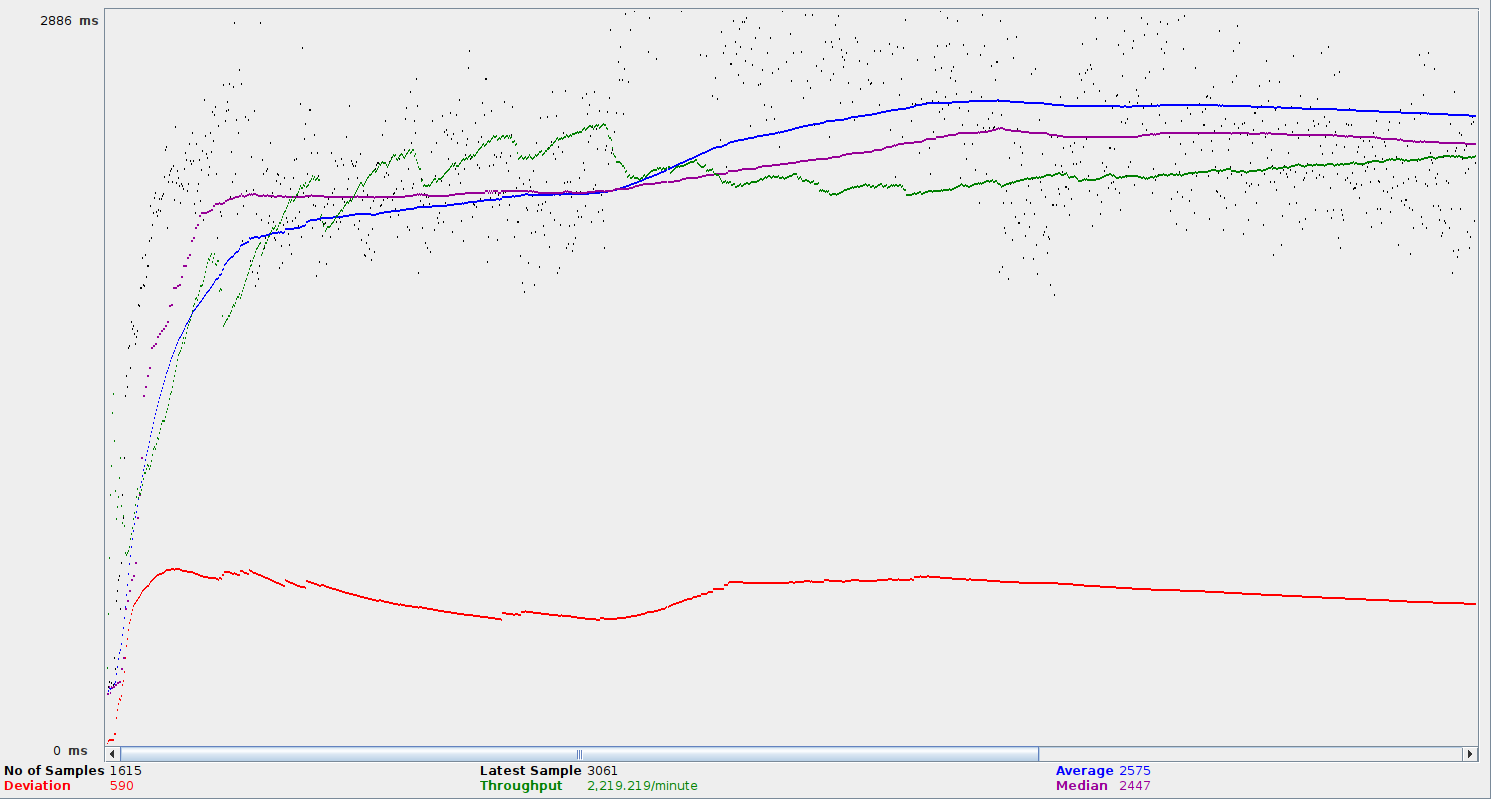 2886 ms
0 ms
No of Samples 1615 Latest Sample 3061 Average 2575
Deviation 590 Throughput 2,219.219/minute Median 2447